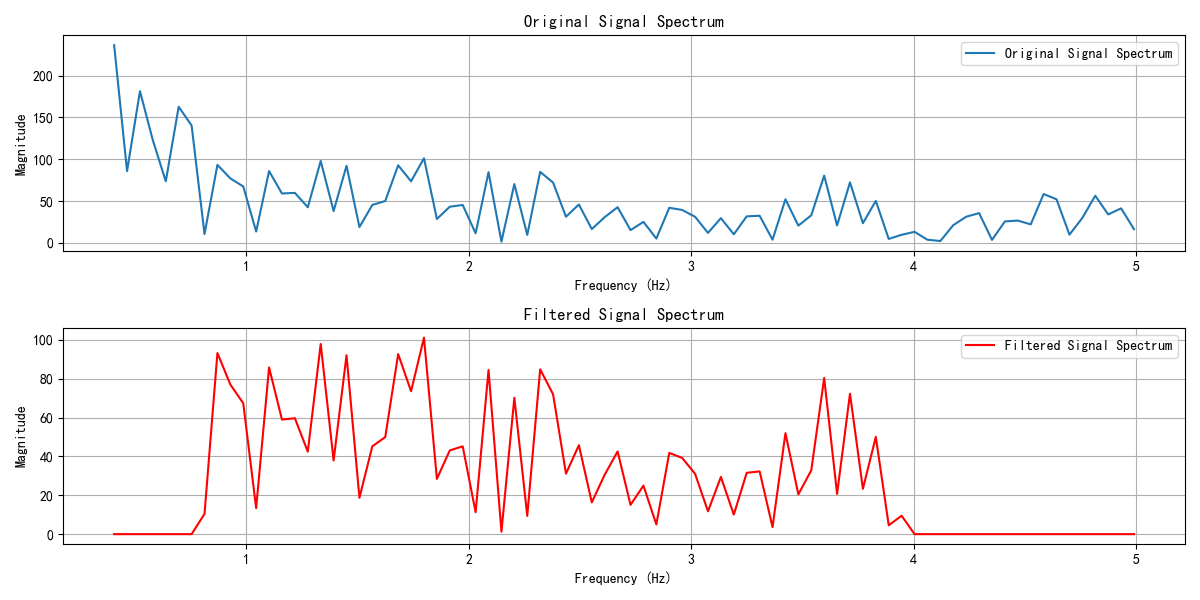 Original Signal Spectrum
Original Signal Spectrum
Magnitude
200
150
100
50
0
1 2 3 4 5
Frequency (Hz)
Filtered Signal Spectrum
Filtered Signal Spectrum
Magnitude
100
80
60
40
20
0
1 2 3 4 5
Frequency (Hz)